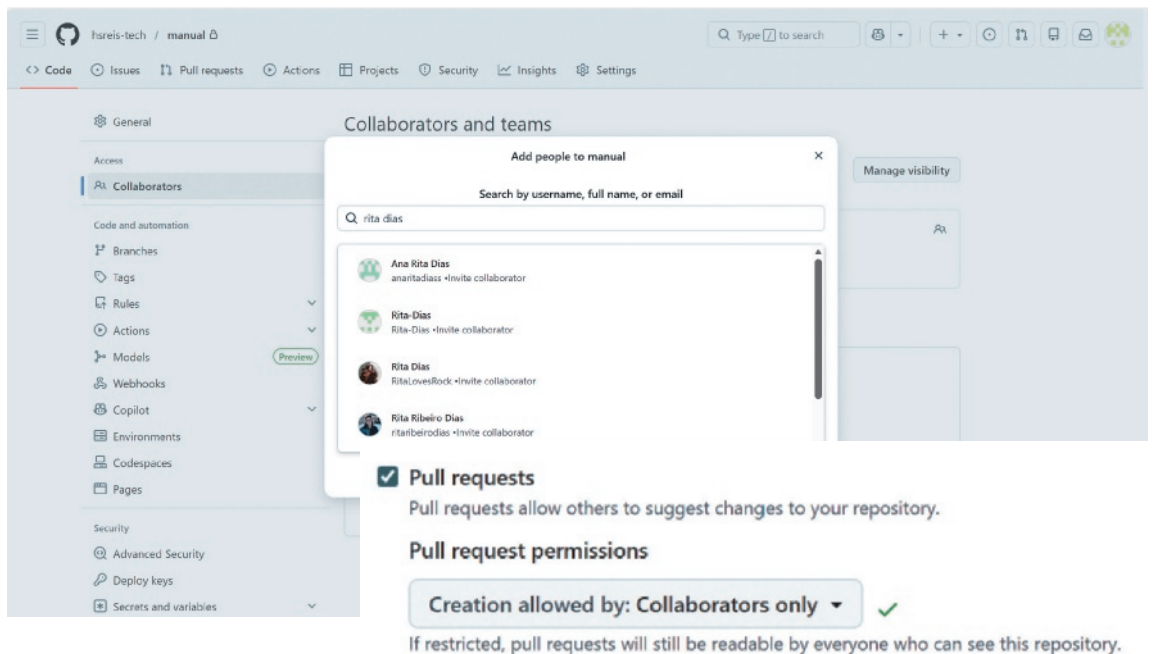 hsreis-tech / manual
Type / to search
Code Issues Pull requests Actions Projects Security Insights Settings
General
Access
Collaborators
Code and automation
Branches
Tags
Rules
Actions
Models Preview
Webhooks
Copilot
Environments
Codespaces
Pages
Security
Advanced Security
Deploy keys
Secrets and variables
Collaborators and teams
Manage visibility
Add people to manual
Search by username, full name, or email
rita dias
Ana Rita Dias
anaritadiass •Invite collaborator
Rita-Dias
Rita-Dias •Invite collaborator
Rita Dias
RitaLovesRock •Invite collaborator
Rita Ribeiro Dias
ritaribeirodias •Invite collaborator
Pull requests
Pull requests allow others to suggest changes to your repository.
Pull request permissions
Creation allowed by: Collaborators only
If restricted, pull requests will still be readable by everyone who can see this repository.